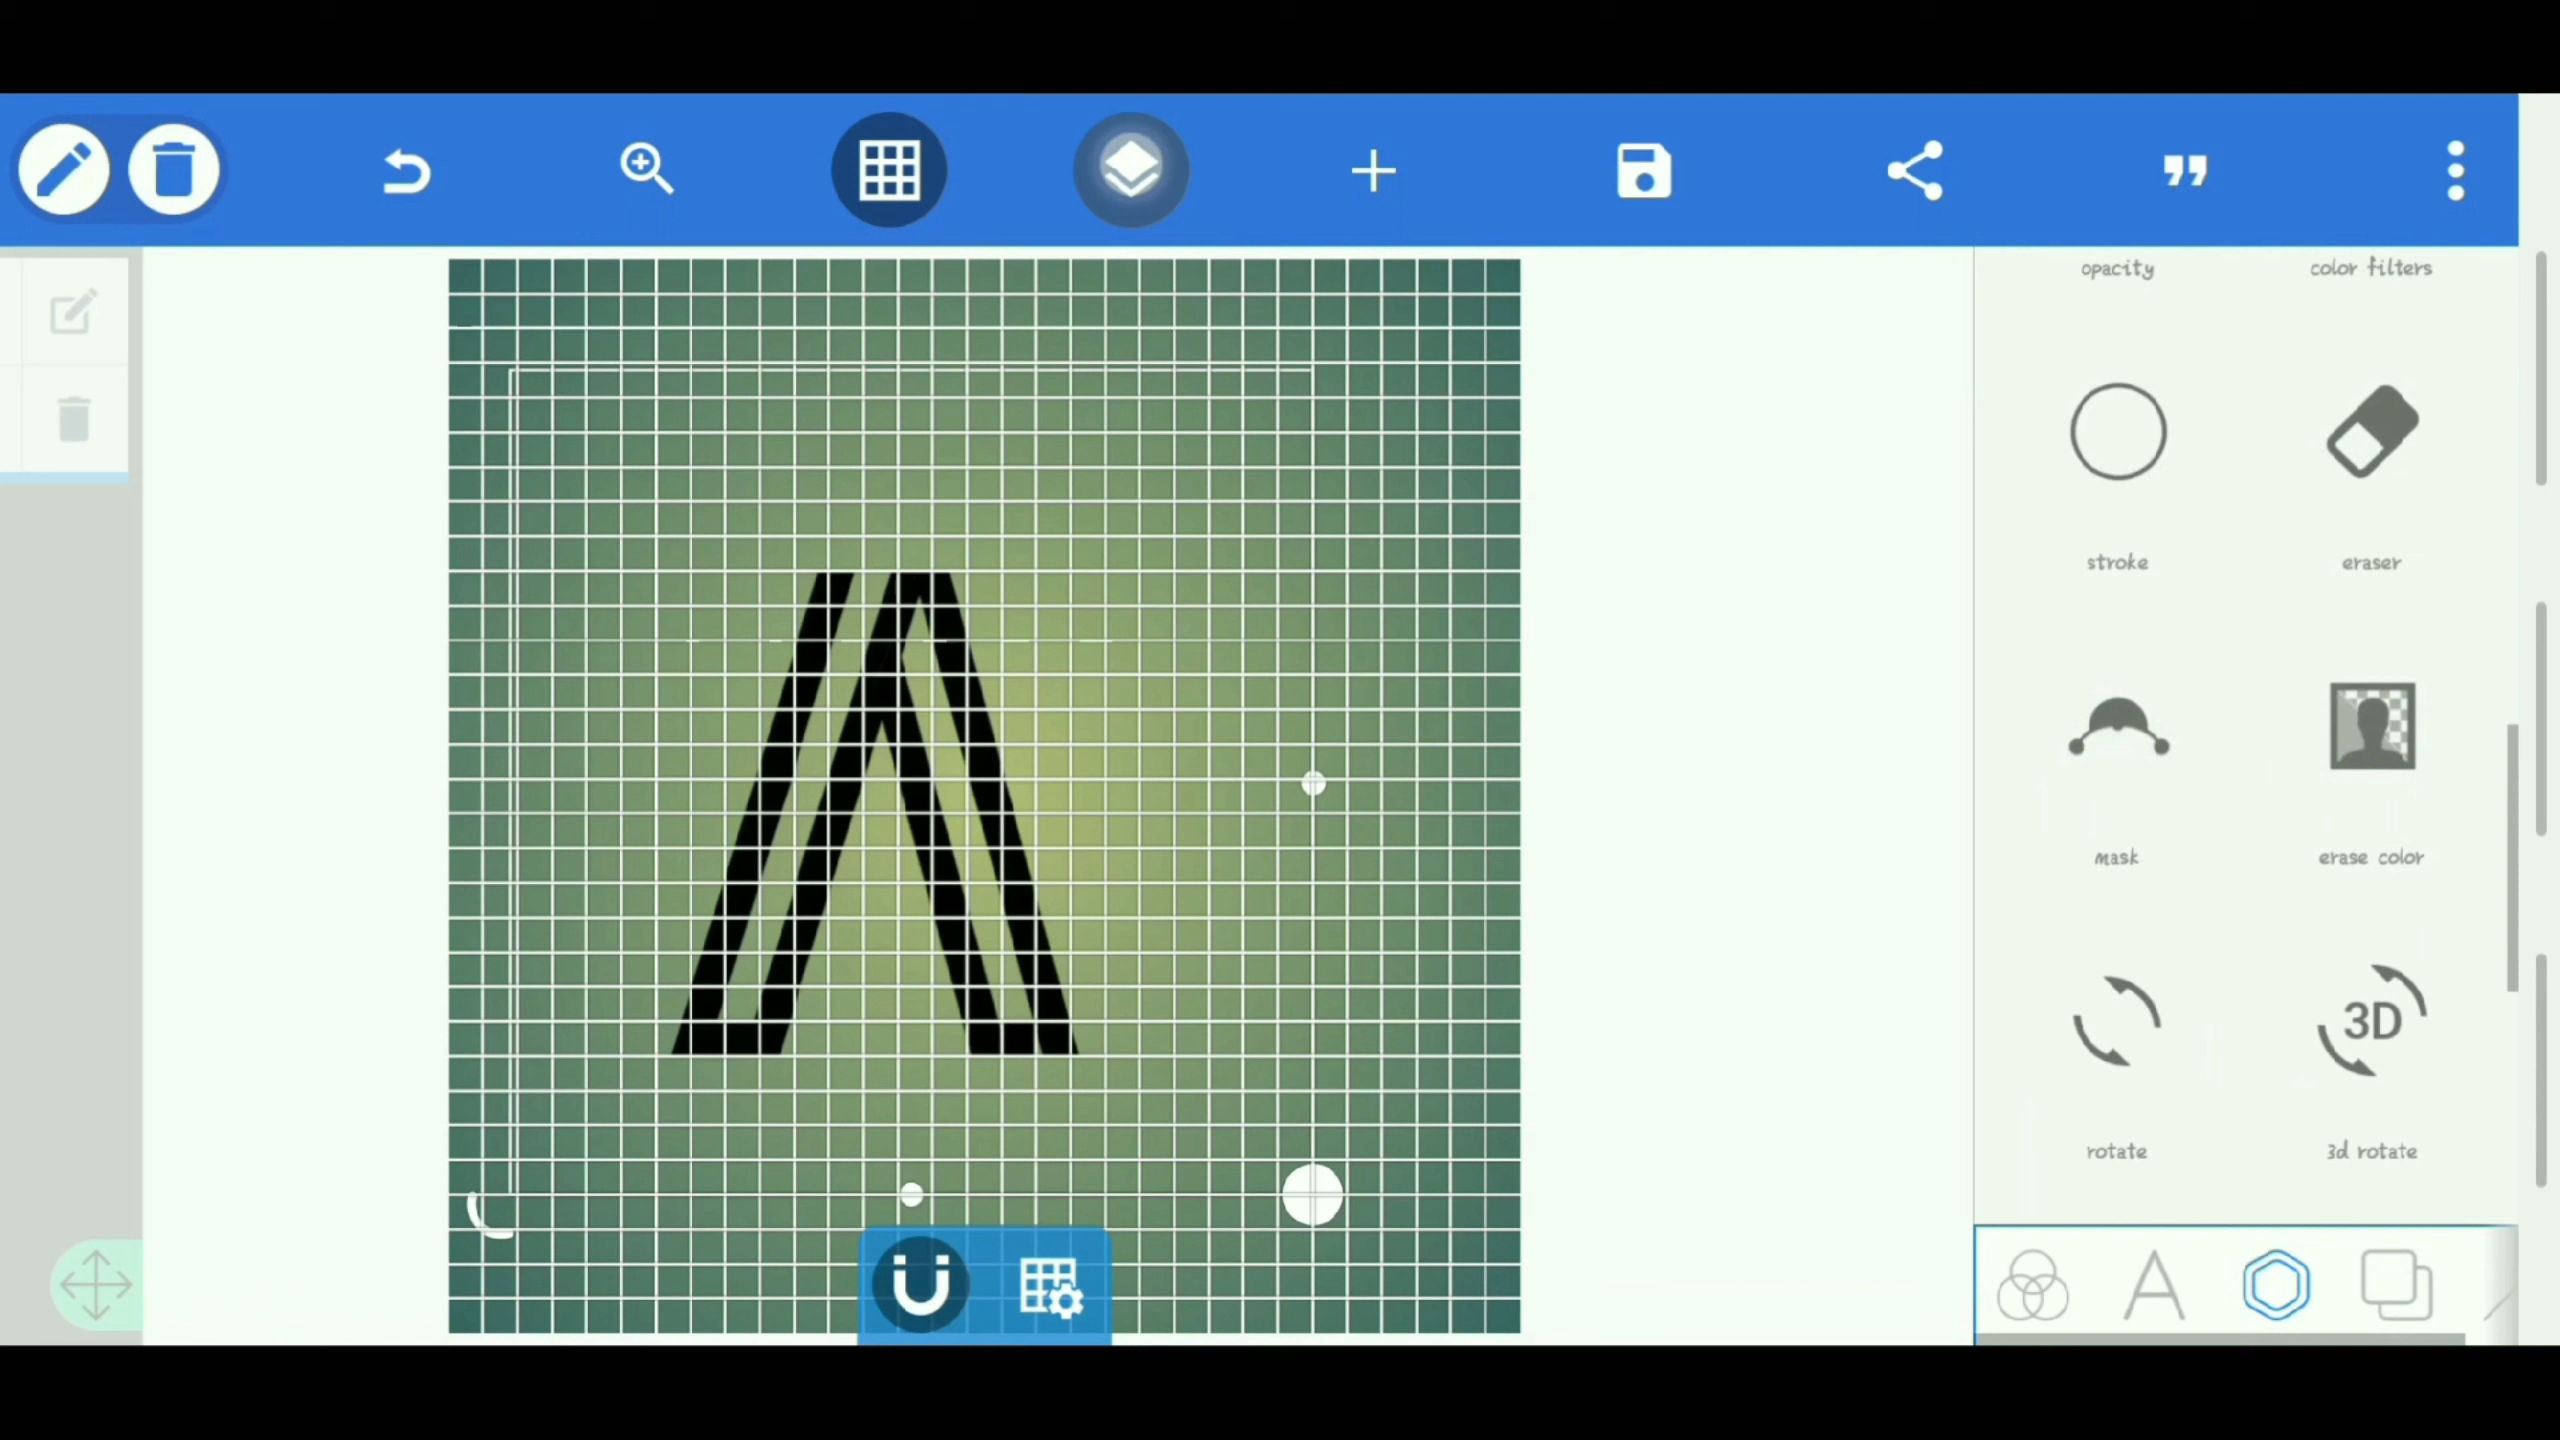 opacity color filters
stroke eraser
mask erase color
3D
rotate 3d rotate